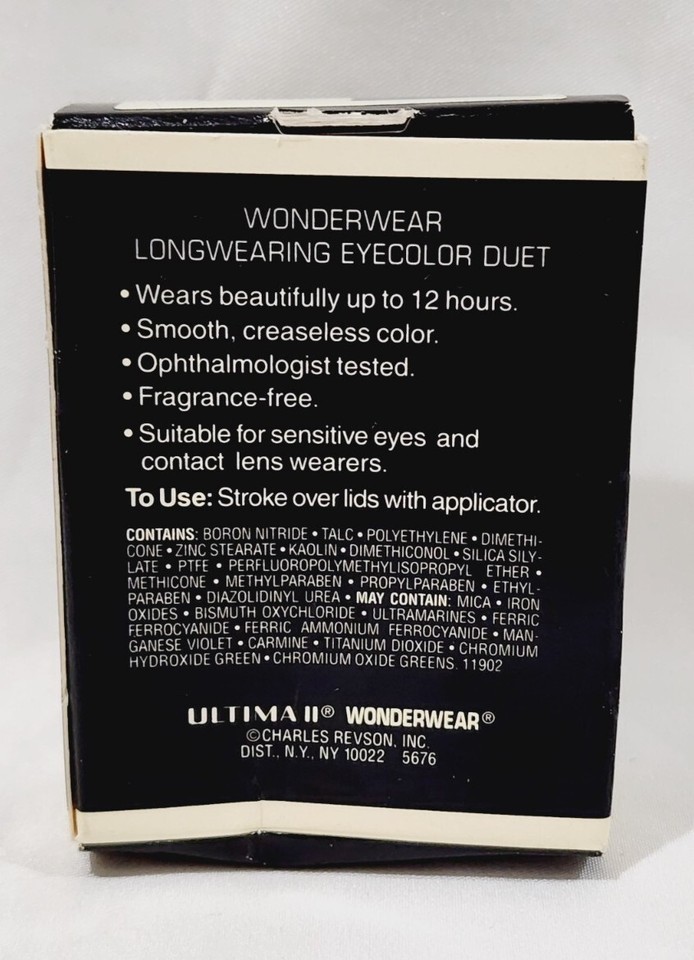 WONDERWEAR
LONGWEARING EYECOLOR DUET
• Wears beautifully up to 12 hours.
• Smooth, creaseless color.
• Ophthalmologist tested.
• Fragrance-free.
• Suitable for sensitive eyes and
contact lens wearers.
To Use: Stroke over lids with applicator.
CONTAINS: BORON NITRIDE • TALC • POLYETHYLENE • DIMETHI-
CONE • ZINC STEARATE • KAOLIN • DIMETHICONOL • SILICA SILY-
LATE • PTFE • PERFLUOROPOLYMETHYLISOPROPYL ETHER •
METHICONE • METHYLPARABEN • PROPYLPARABEN • ETHYL-
PARABEN • DIAZOLIDINYL UREA • MAY CONTAIN: MICA • IRON
OXIDES • BISMUTH OXYCHLORIDE • ULTRAMARINES • FERRIC
FERROCYANIDE • FERRIC AMMONIUM FERROCYANIDE • MAN-
GANESE VIOLET • CARMINE • TITANIUM DIOXIDE • CHROMIUM
HYDROXIDE GREEN • CHROMIUM OXIDE GREENS. 11902
ULTIMA II® WONDERWEAR®
©CHARLES REVSON, INC.
DIST., N.Y., NY 10022 5676